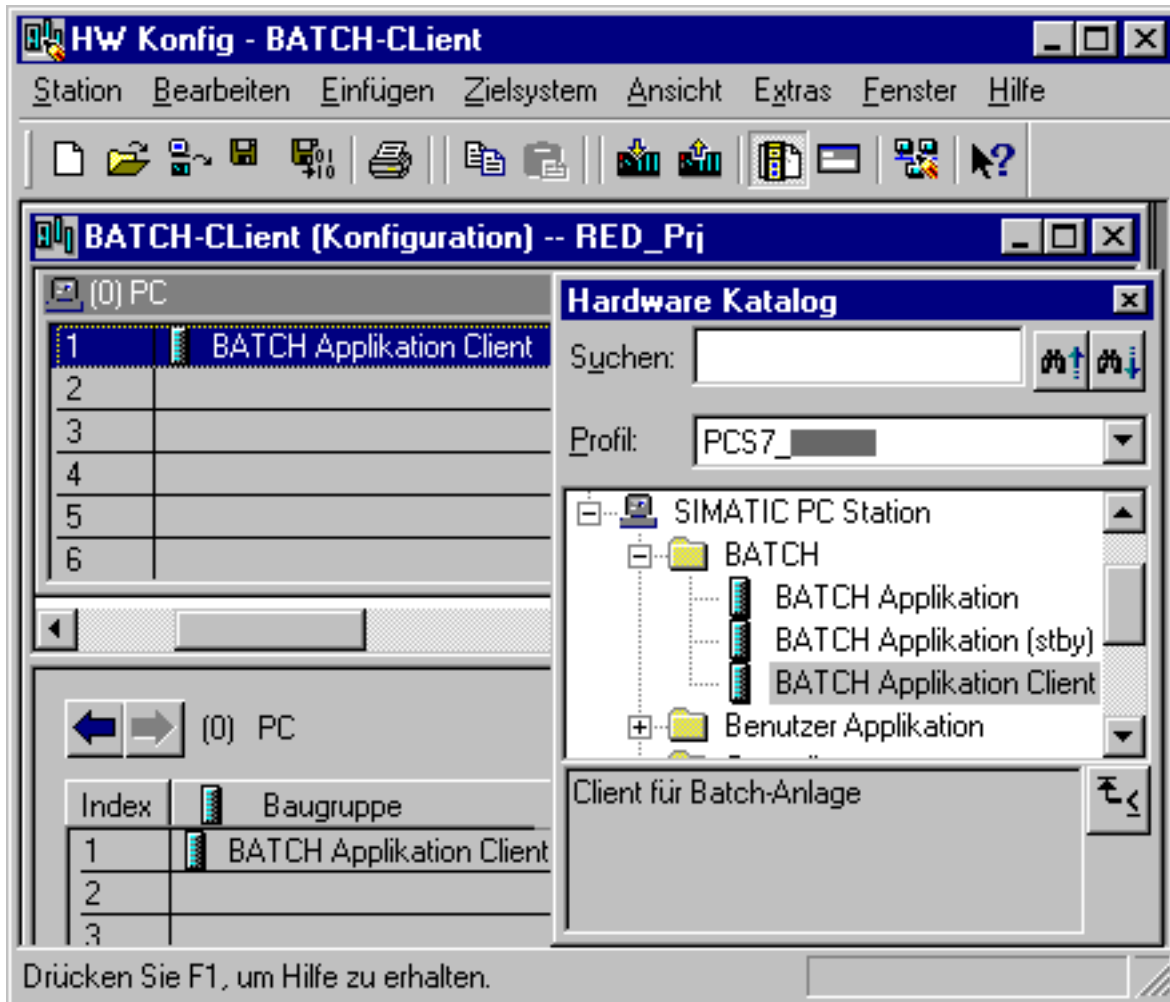 HW Konfig - BATCH-CLient
Station Bearbeiten Einfügen Zielsystem Ansicht Extras Fenster Hilfe
BATCH-CLient (Konfiguration) -- RED_Prj
(0) PC
1 BATCH Applikation Client
2
3
4
5
6
Hardware Katalog
Suchen:
Profil: PCS7_
SIMATIC PC Station
BATCH
BATCH Applikation
BATCH Applikation (stby)
BATCH Applikation Client
Benutzer Applikation
Client für Batch-Anlage
(0) PC
Index Baugruppe
1 BATCH Applikation Client
2
3
Drücken Sie F1, um Hilfe zu erhalten.